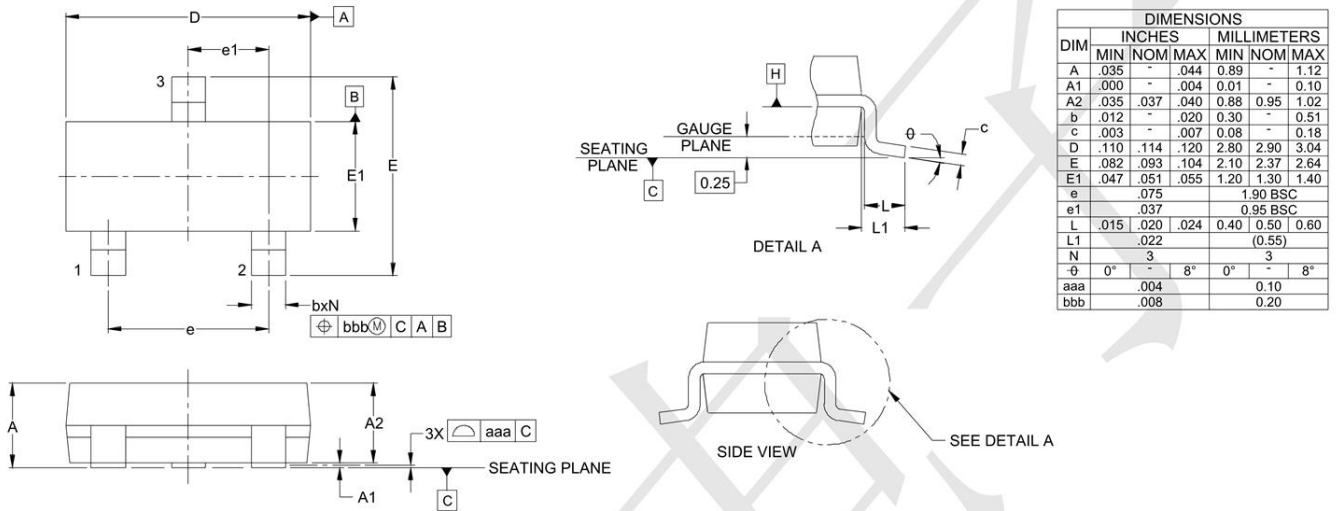 D
A
e1
3
B
E1
E
1
2
bxN
e
bbbⓂ C A B
H
GAUGE
PLANE
SEATING
PLANE
C
0.25
θ
c
L
L1
DETAIL A
A
A2
3X aaa C
SEATING PLANE
A1
C
SIDE VIEW
SEE DETAIL A
DIMENSIONS
DIM INCHES MILLIMETERS
MIN NOM MAX MIN NOM MAX
A .035 - .044 0.89 - 1.12
A1 .000 - .004 0.01 - 0.10
A2 .035 .037 .040 0.88 0.95 1.02
b .012 - .020 0.30 - 0.51
c .003 - .007 0.08 - 0.18
D .110 .114 .120 2.80 2.90 3.04
E .082 .093 .104 2.10 2.37 2.64
E1 .047 .051 .055 1.20 1.30 1.40
e .075 1.90 BSC
e1 .037 0.95 BSC
L .015 .020 .024 0.40 0.50 0.60
L1 .022 (0.55)
N 3 3
θ 0° - 8° 0° - 8°
aaa .004 0.10
bbb .008 0.20